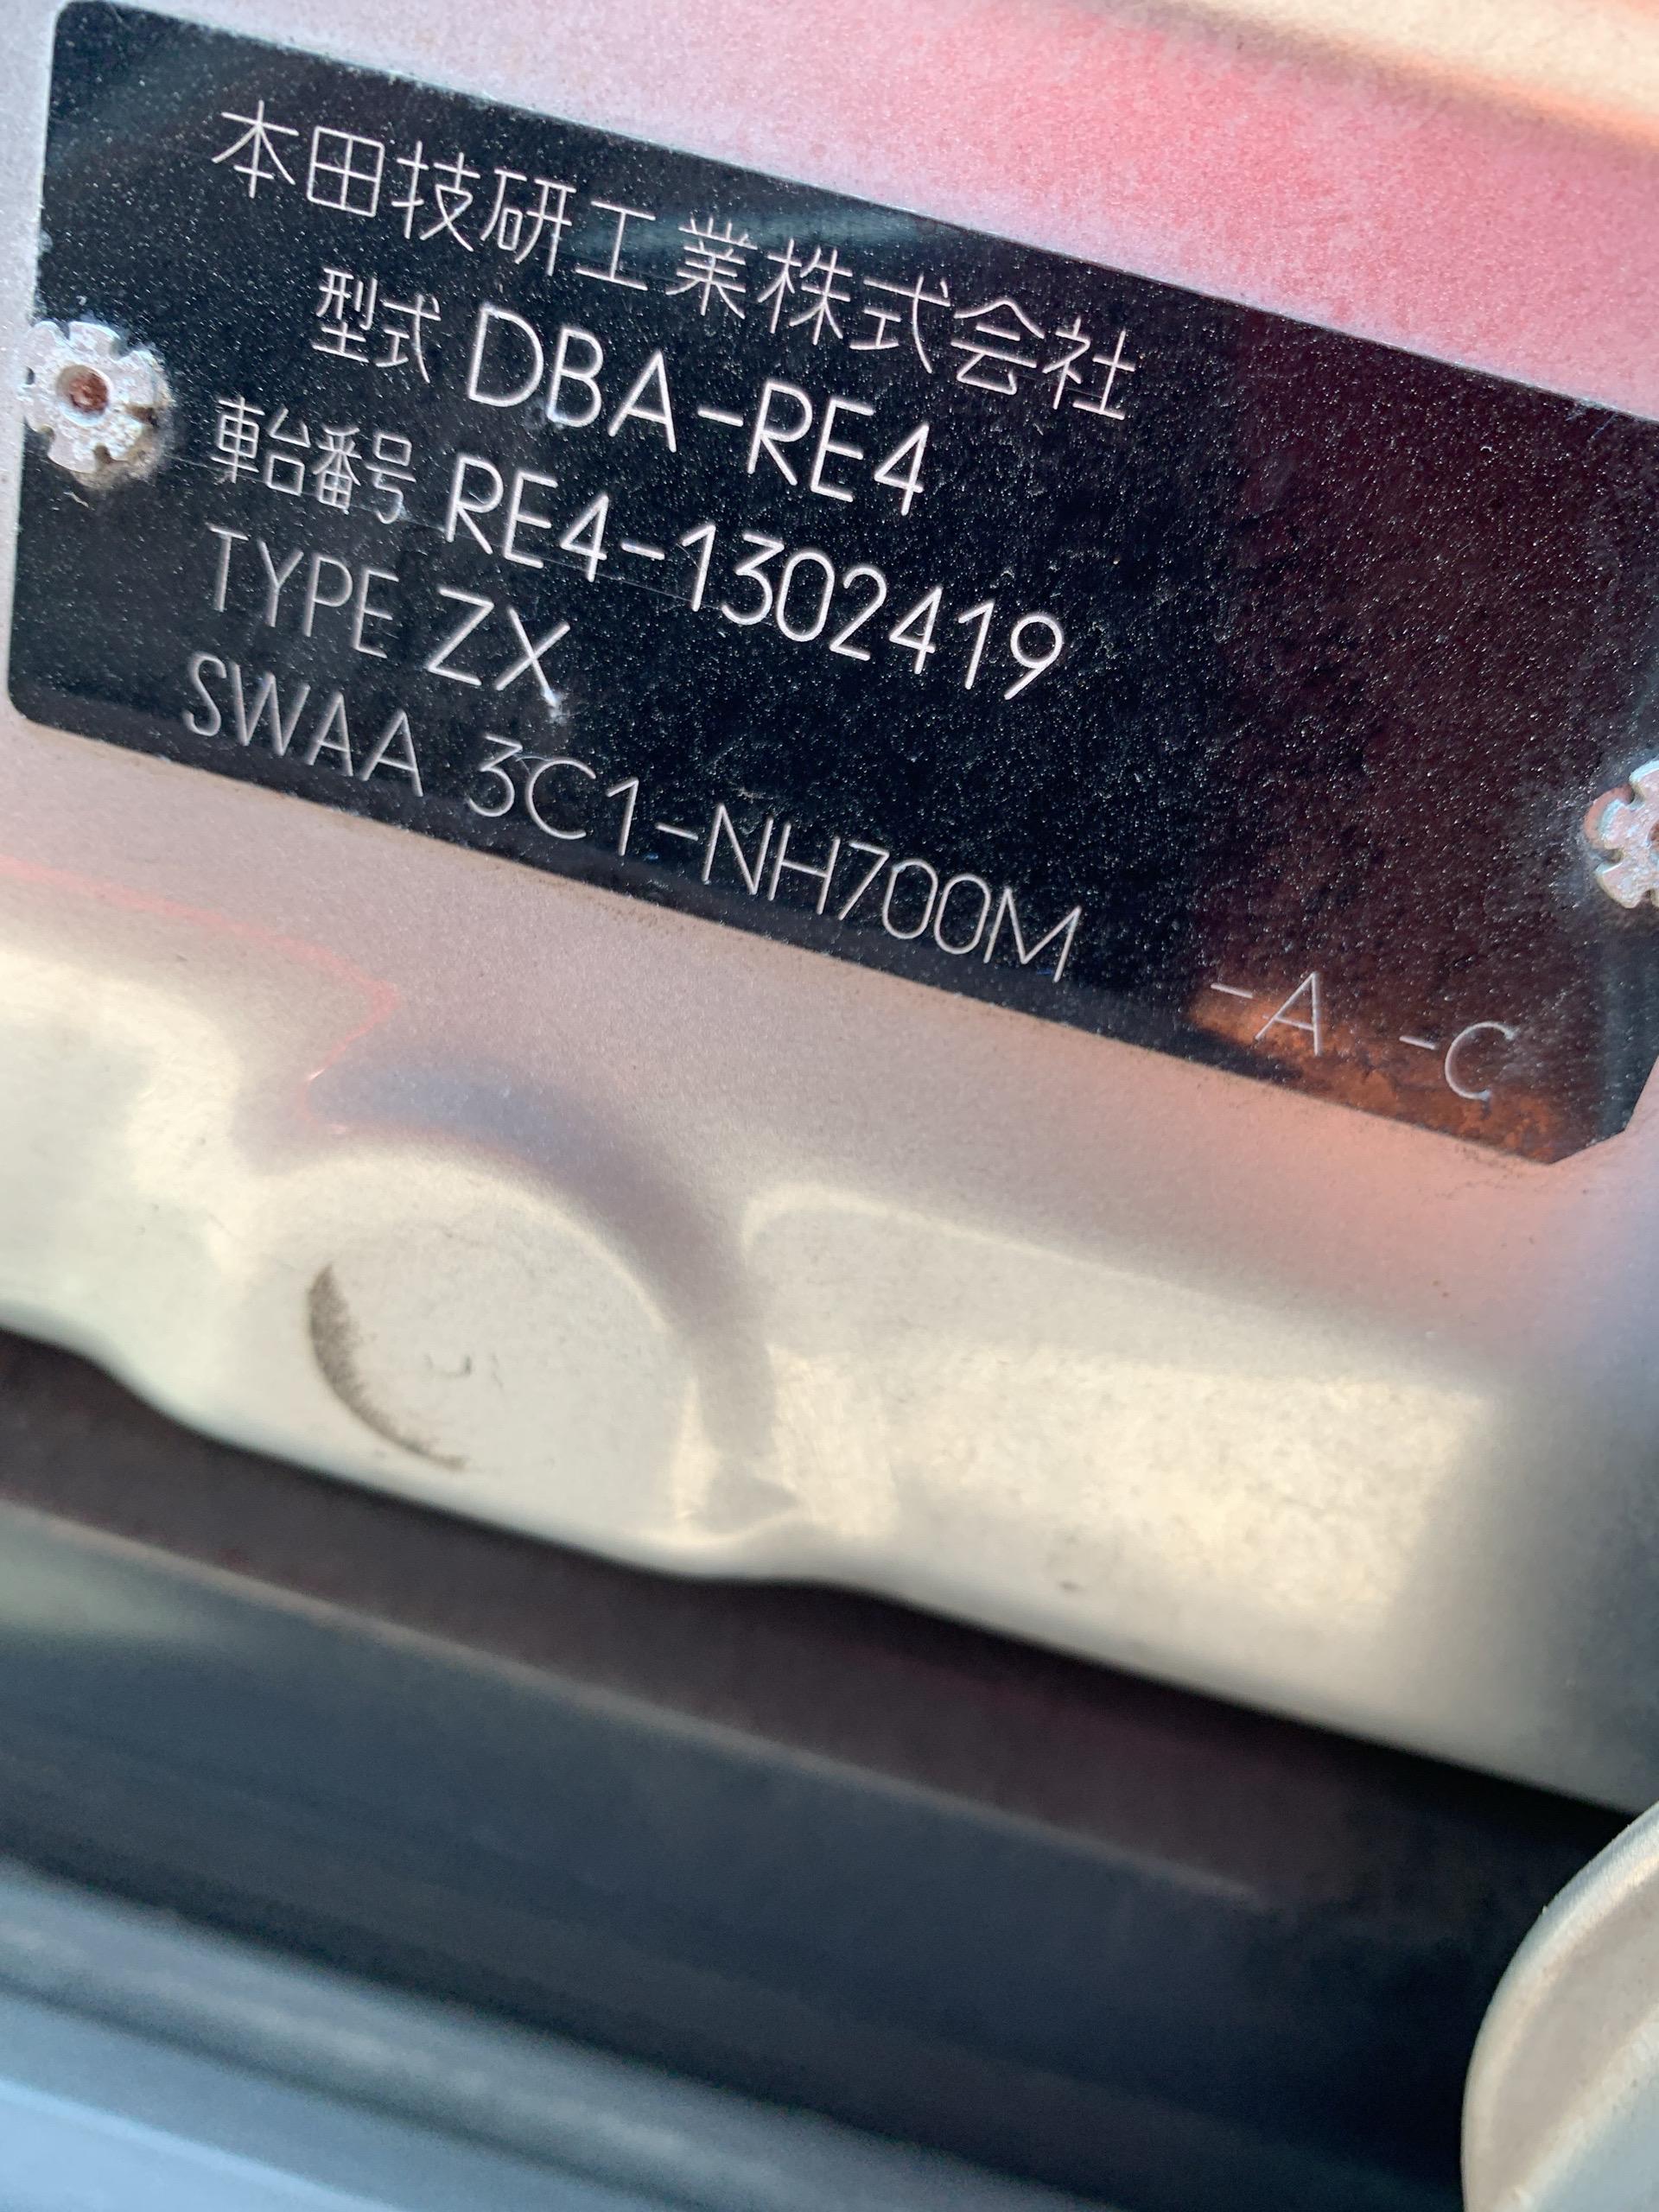 本田技研工業株式会社
型式 DBA-RE4
車台番号 RE4-1302419
TYPE ZX
SWAA 3C1-NH700M -A -C